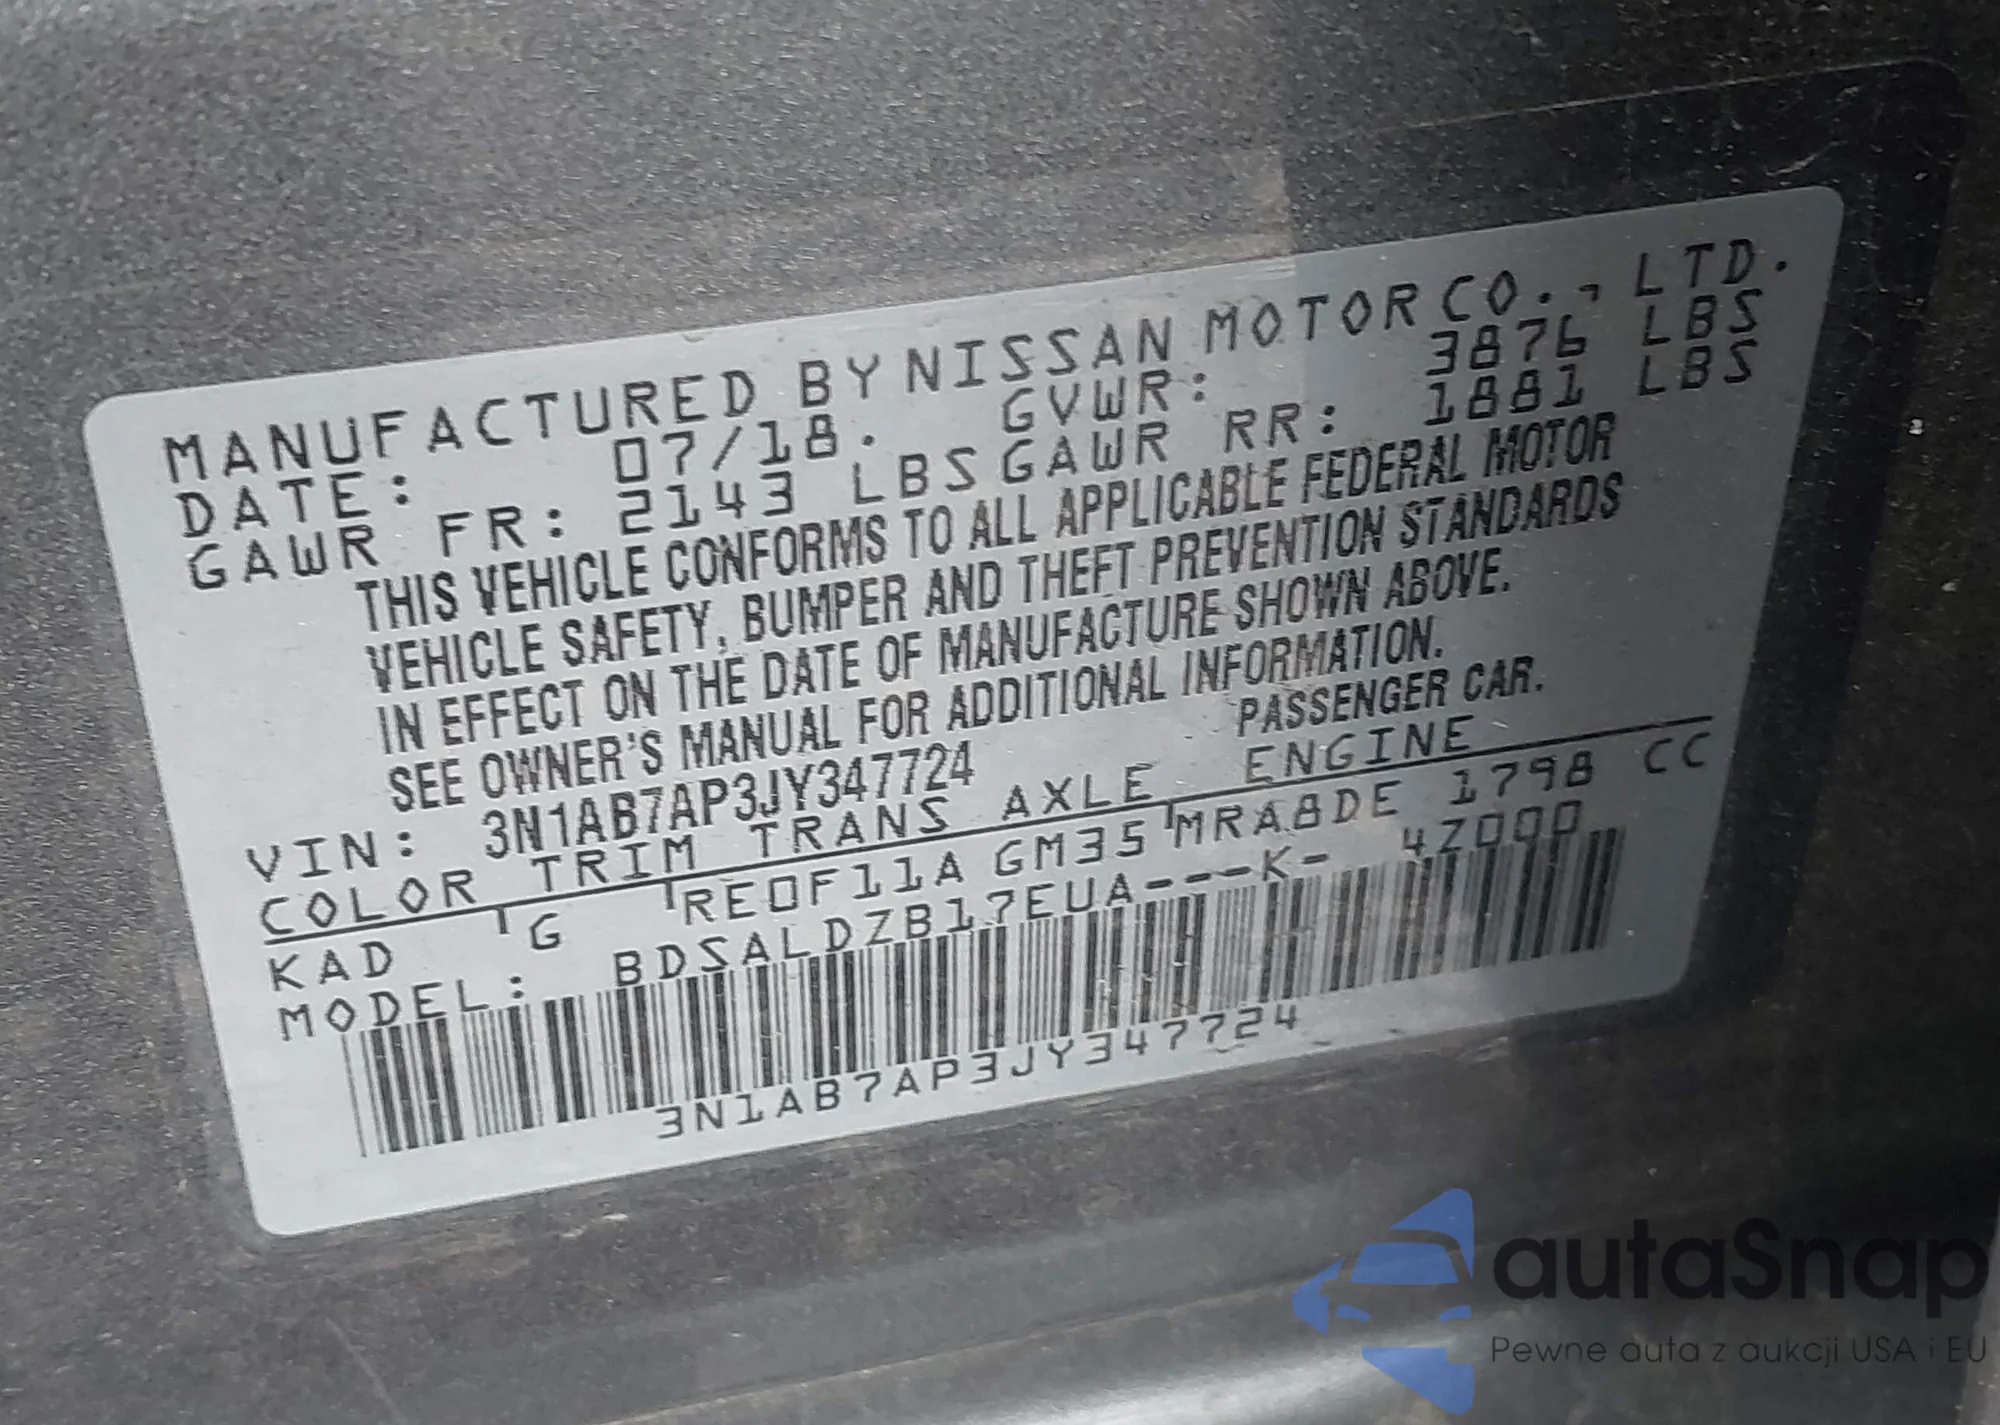 MANUFACTURED BY NISSAN MOTOR CO., LTD.
DATE: 07/18. GVWR: 3876 LBS
GAWR FR: 2143 LBS GAWR RR: 1881 LBS
THIS VEHICLE CONFORMS TO ALL APPLICABLE FEDERAL MOTOR
VEHICLE SAFETY, BUMPER AND THEFT PREVENTION STANDARDS
IN EFFECT ON THE DATE OF MANUFACTURE SHOWN ABOVE.
SEE OWNER'S MANUAL FOR ADDITIONAL INFORMATION.
VIN: 3N1AB7AP3JY347724 PASSENGER CAR.
COLOR TRIM TRANS AXLE ENGINE
KAD G RE0F11A GM35 MRA8DE 1798 CC
MODEL: BDSALDZB17EUA---K- 4Z000
3N1AB7AP3JY347724
autaSnap
Pewne auta z aukcji USA i EU